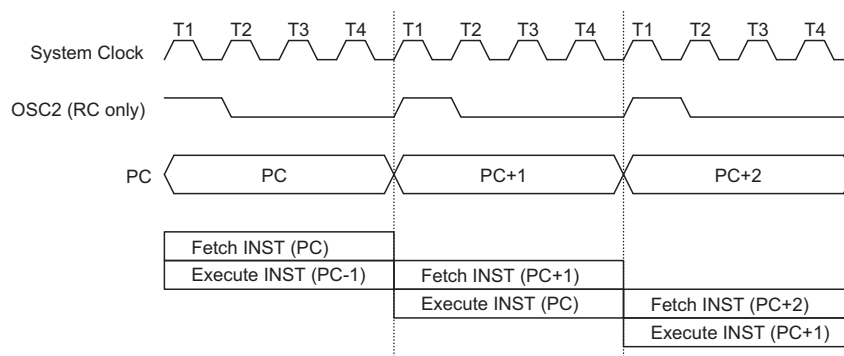 T1 T2 T3 T4 T1 T2 T3 T4 T1 T2 T3 T4
System Clock
OSC2 (RC only)
PC PC PC+1 PC+2
Fetch INST (PC)
Execute INST (PC-1) Fetch INST (PC+1)
Execute INST (PC) Fetch INST (PC+2)
Execute INST (PC+1)